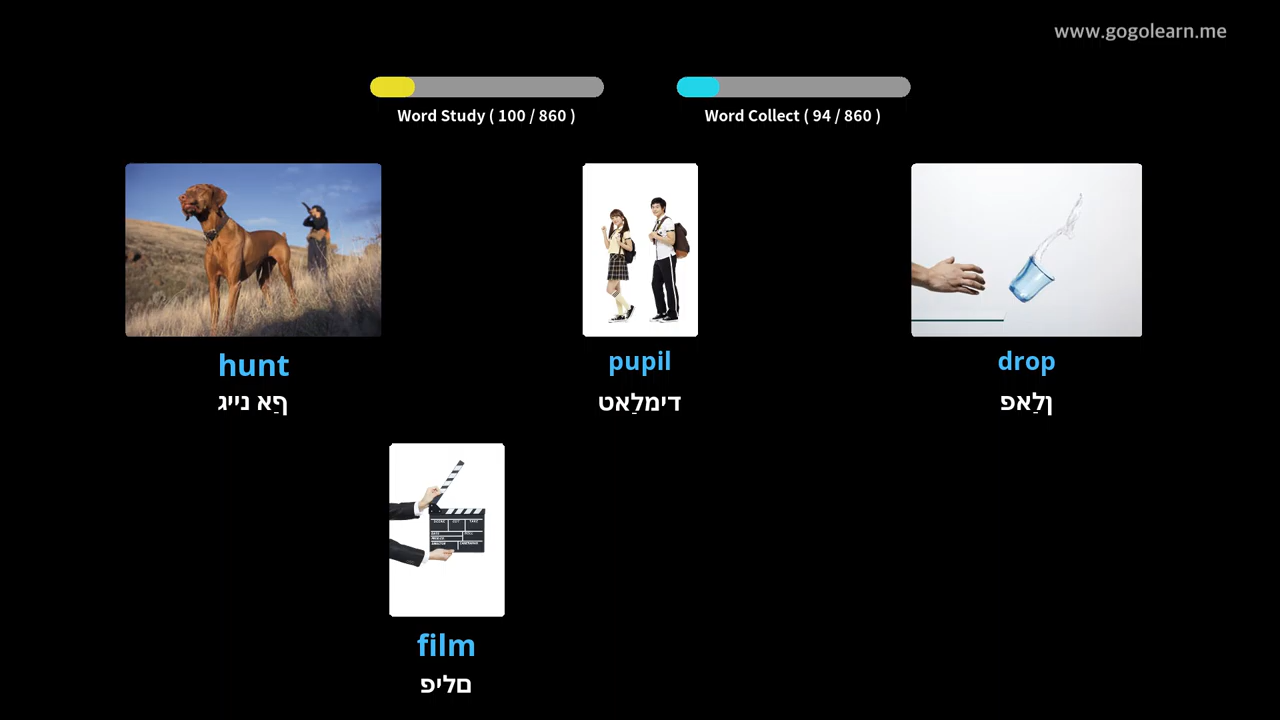 www.gogolearn.me
Word Study ( 100 / 860 )
Word Collect ( 94 / 860 )
hunt
ףַא נייג
pupil
דימלַאט
drop
ןלַאפ
film
םליפ